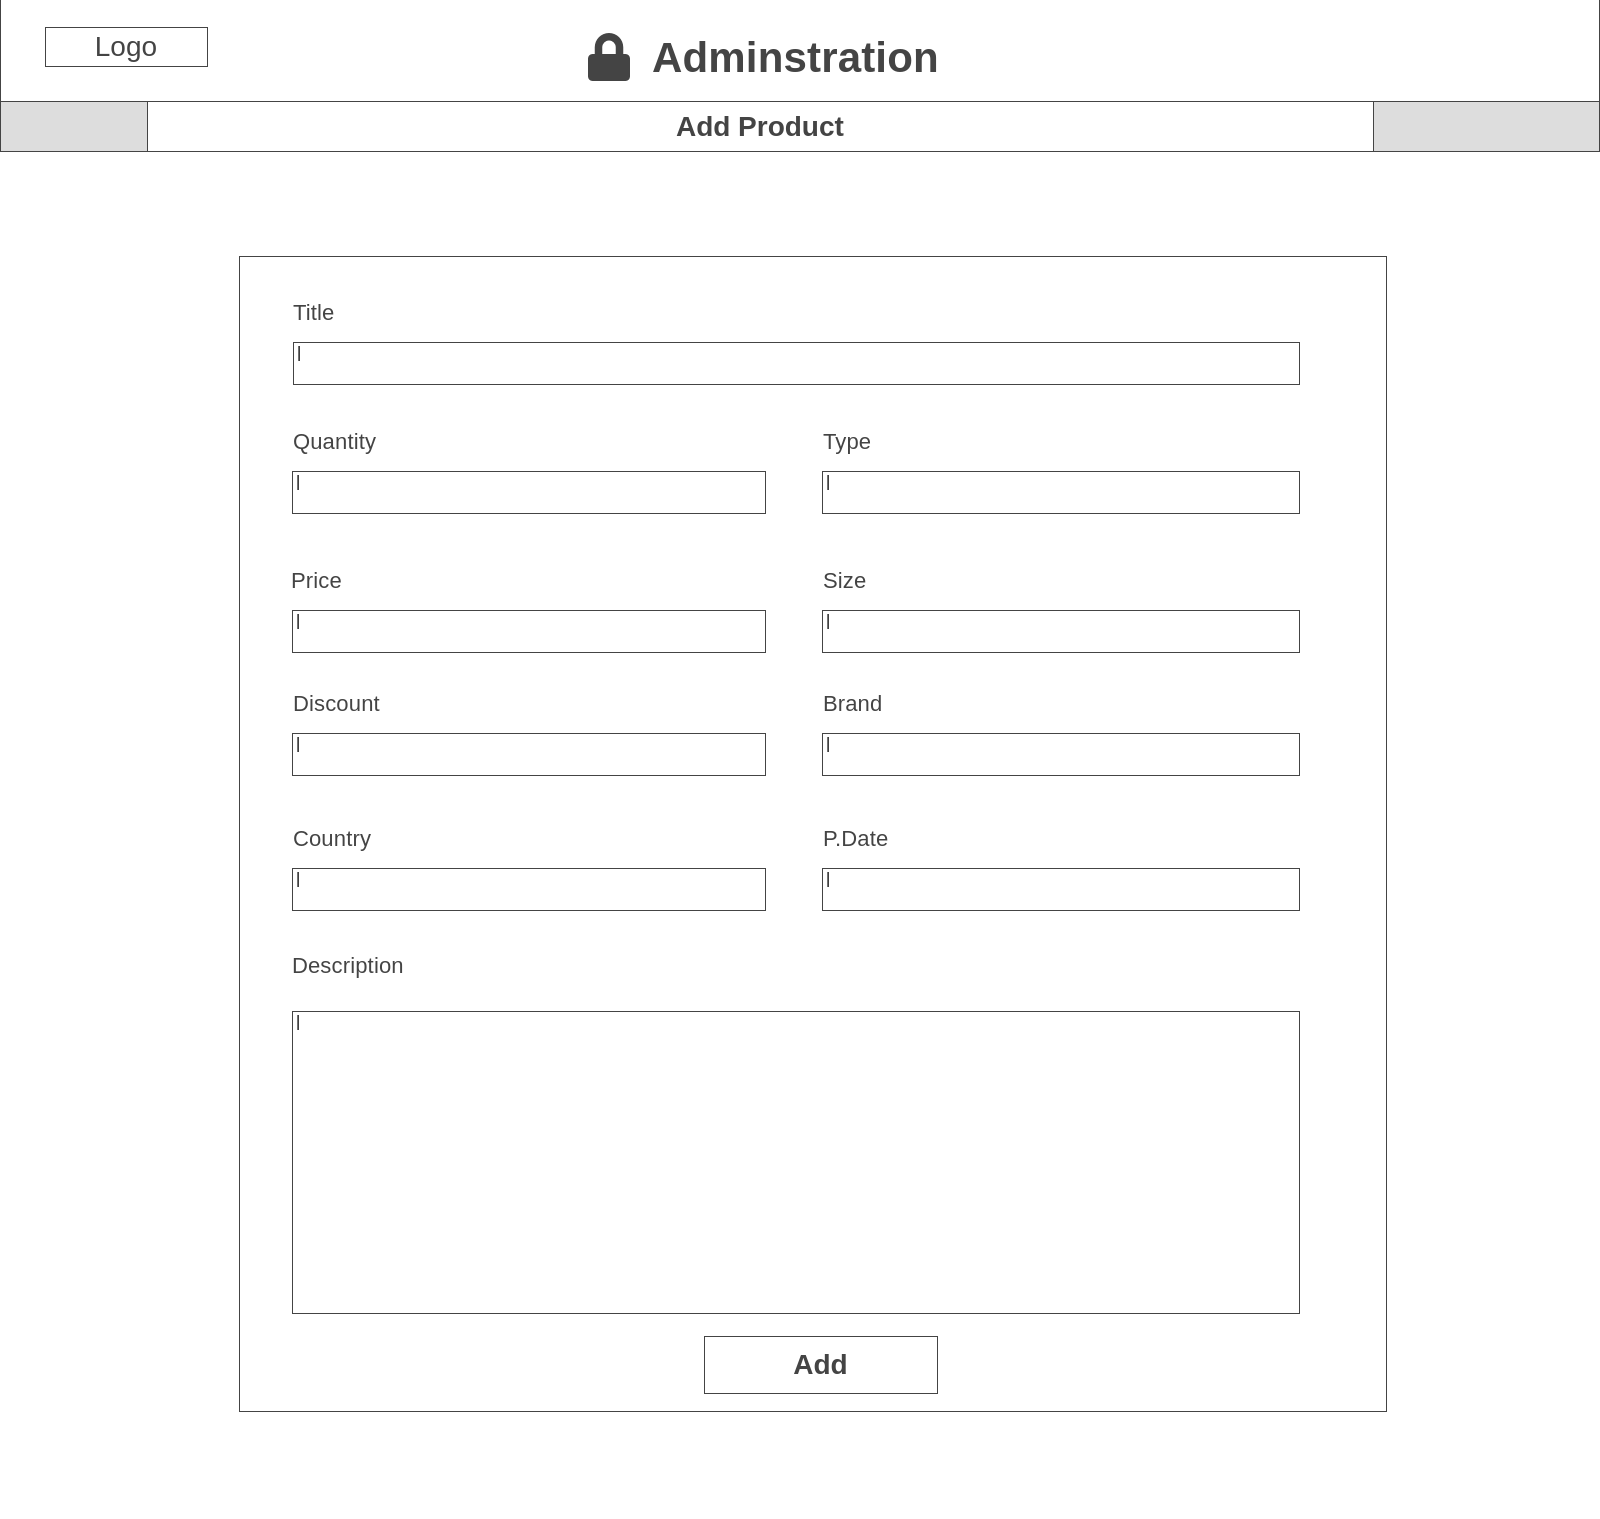 Logo
Adminstration
Add Product
Title
Quantity
Type
Price
Size
Discount
Brand
Country
P.Date
Description
Add